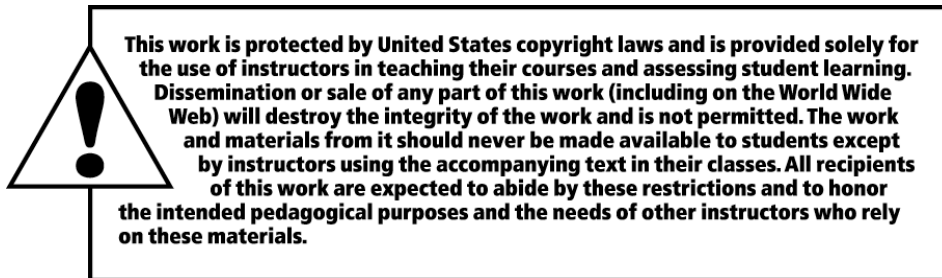 This work is protected by United States copyright laws and is provided solely for
the use of instructors in teaching their courses and assessing student learning.
Dissemination or sale of any part of this work (including on the World Wide
Web) will destroy the integrity of the work and is not permitted. The work
and materials from it should never be made available to students except
by instructors using the accompanying text in their classes. All recipients
of this work are expected to abide by these restrictions and to honor
the intended pedagogical purposes and the needs of other instructors who rely
on these materials.